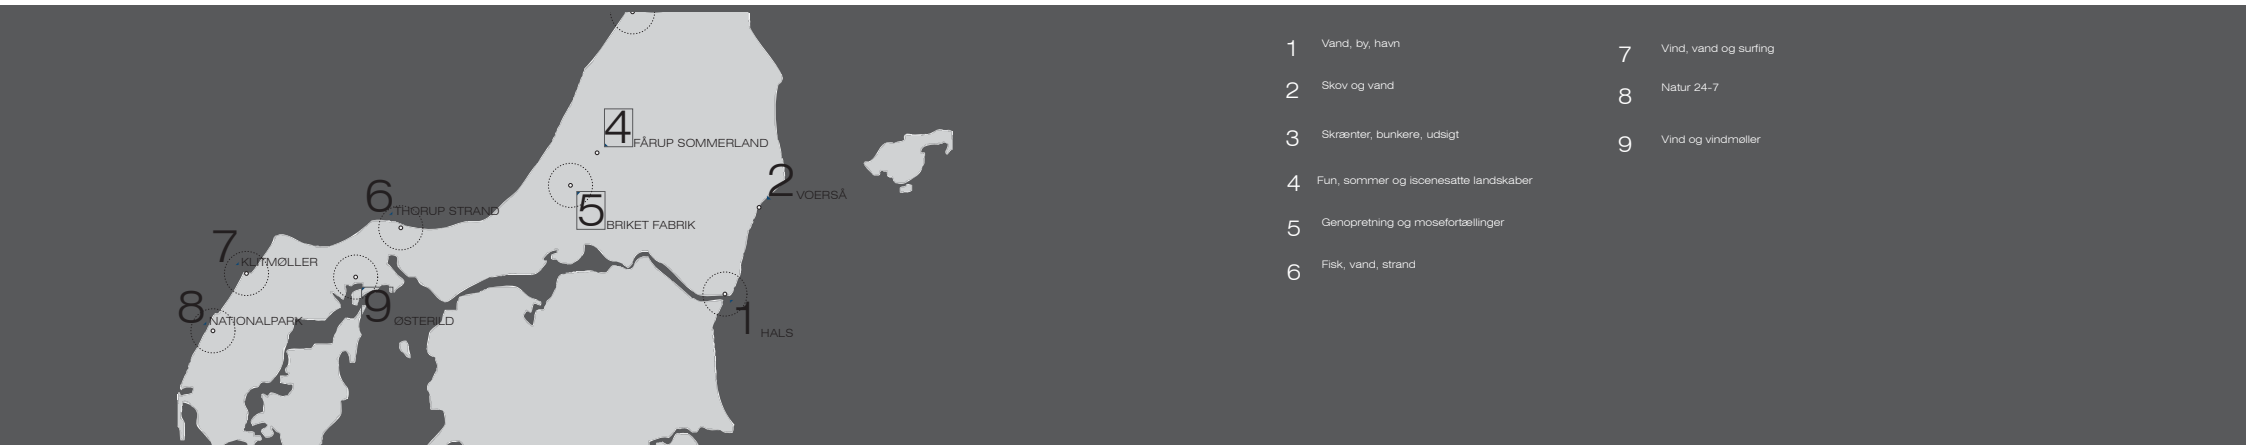 4
FÅRUP SOMMERLAND
2
VOERSÅ
6
THORUP STRAND
5
BRIKET FABRIK
7
KLITMØLLER
8
NATIONALPARK
9
ØSTERILD
1
HALS
1 Vand, by, havn
2 Skov og vand
3 Skrænter, bunkere, udsigt
4 Fun, sommer og iscenesatte landskaber
5 Genopretning og mosefortællinger
6 Fisk, vand, strand
7 Vind, vand og surfing
8 Natur 24-7
9 Vind og vindmøller